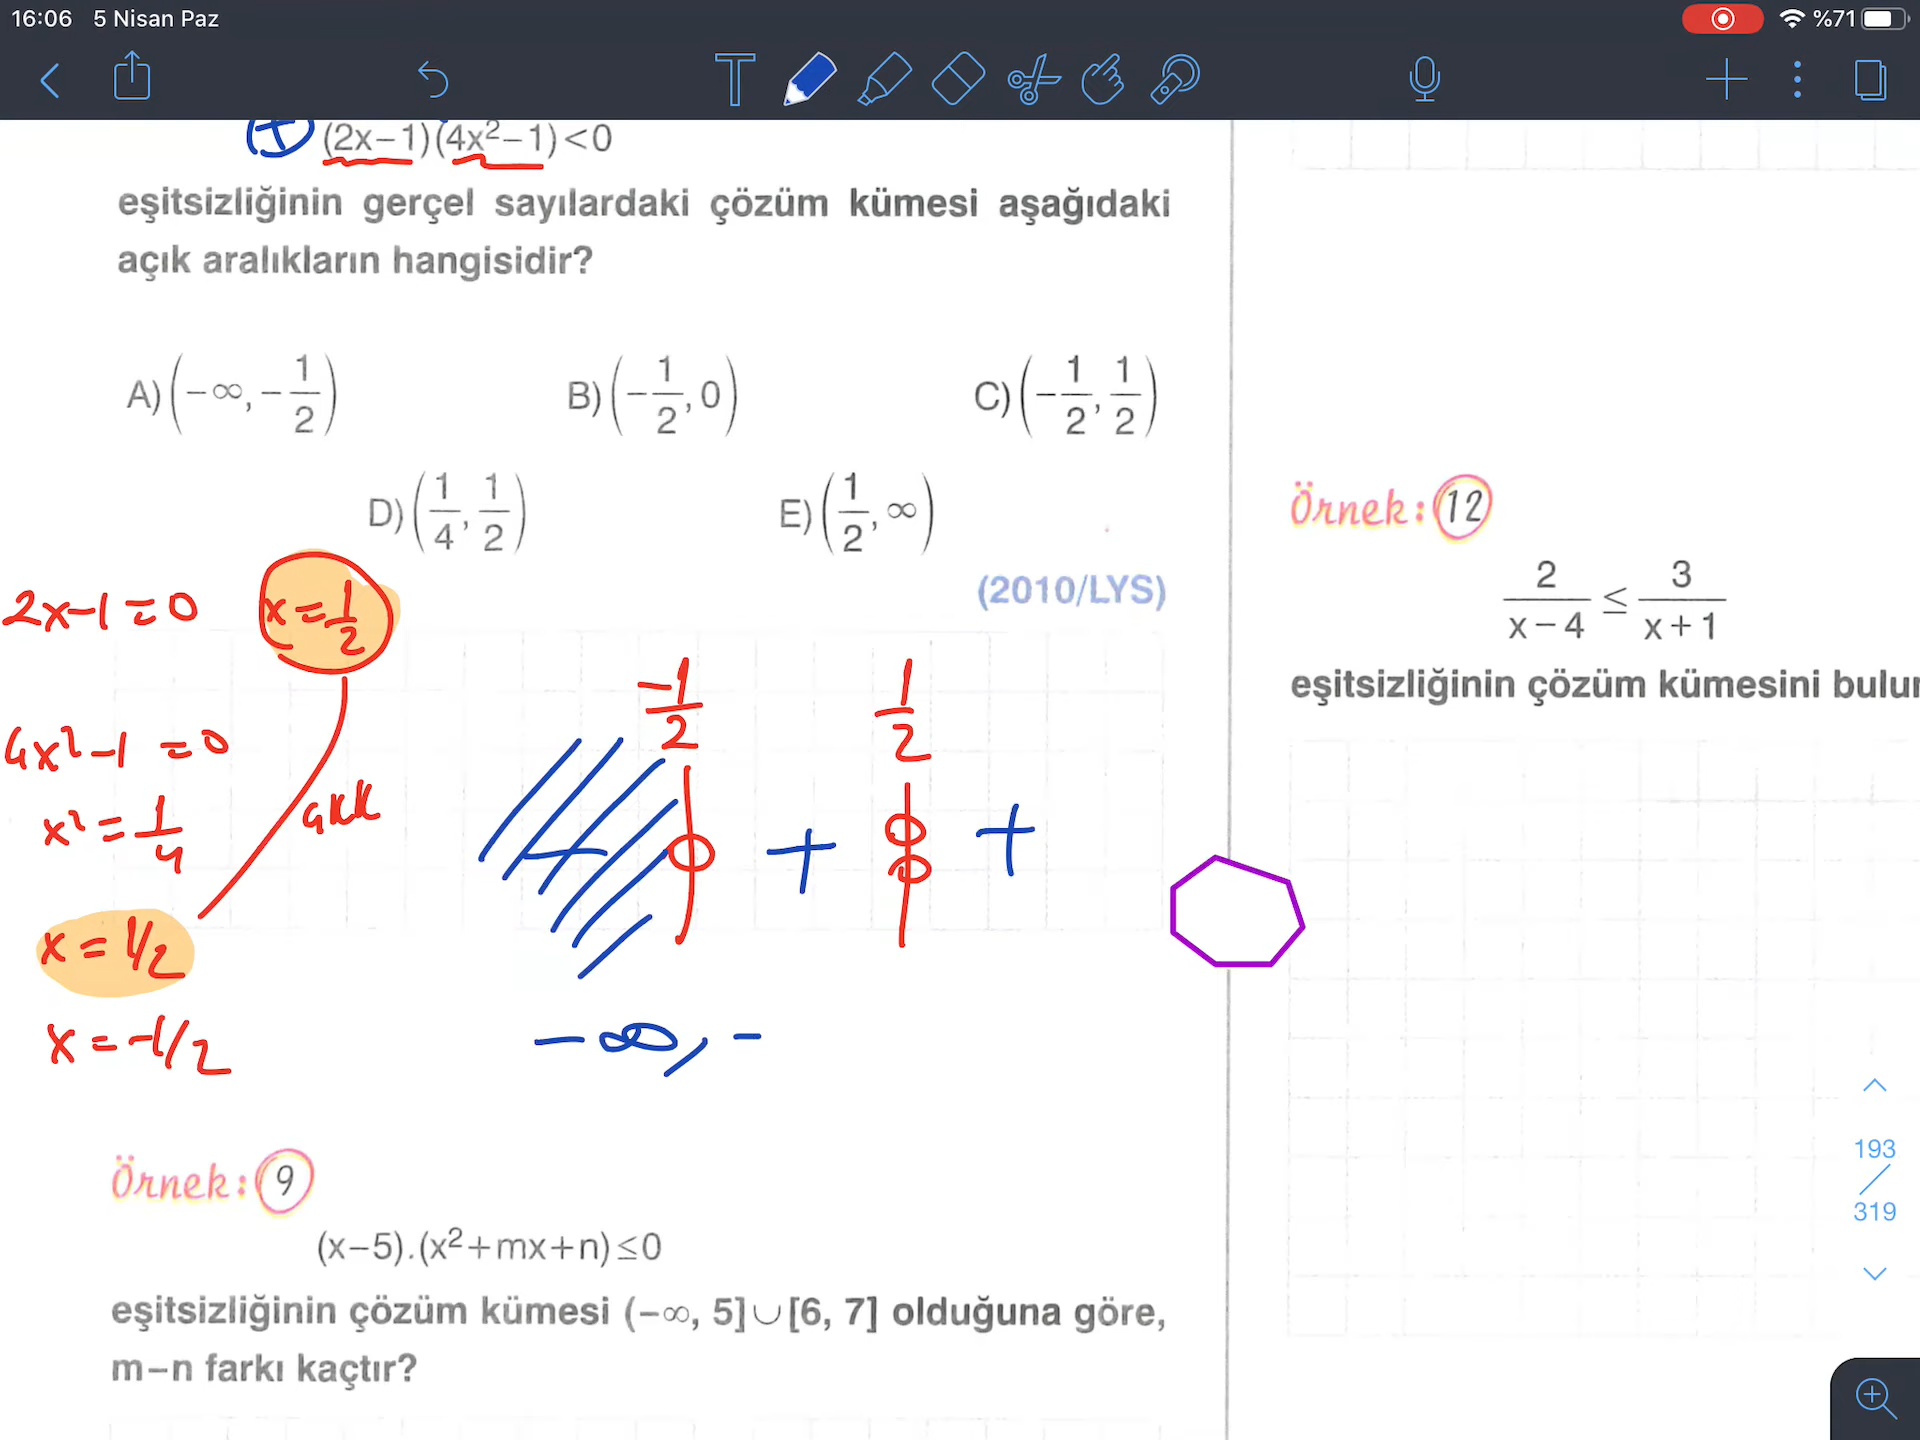 16:06 5 Nisan Paz
%71
+ (2x−1)(4x²−1)<0
eşitsizliğinin gerçel sayılardaki çözüm kümesi aşağıdaki
açık aralıkların hangisidir?
A) (−∞, −1/2)
B) (−1/2, 0)
C) (−1/2, 1/2)
D) (1/4, 1/2)
E) (1/2, ∞)
(2010/LYS)
2x−1=0 x=1/2
4x²−1=0
x²=1/4
çkk
x=1/2
x=−1/2
−1/2 1/2
− + +
−∞, −
Örnek: 9
(x−5).(x²+mx+n)≤0
eşitsizliğinin çözüm kümesi (−∞, 5]∪[6, 7] olduğuna göre,
m−n farkı kaçtır?
Örnek: 12
2/(x−4) ≤ 3/(x+1)
eşitsizliğinin çözüm kümesini
193
319